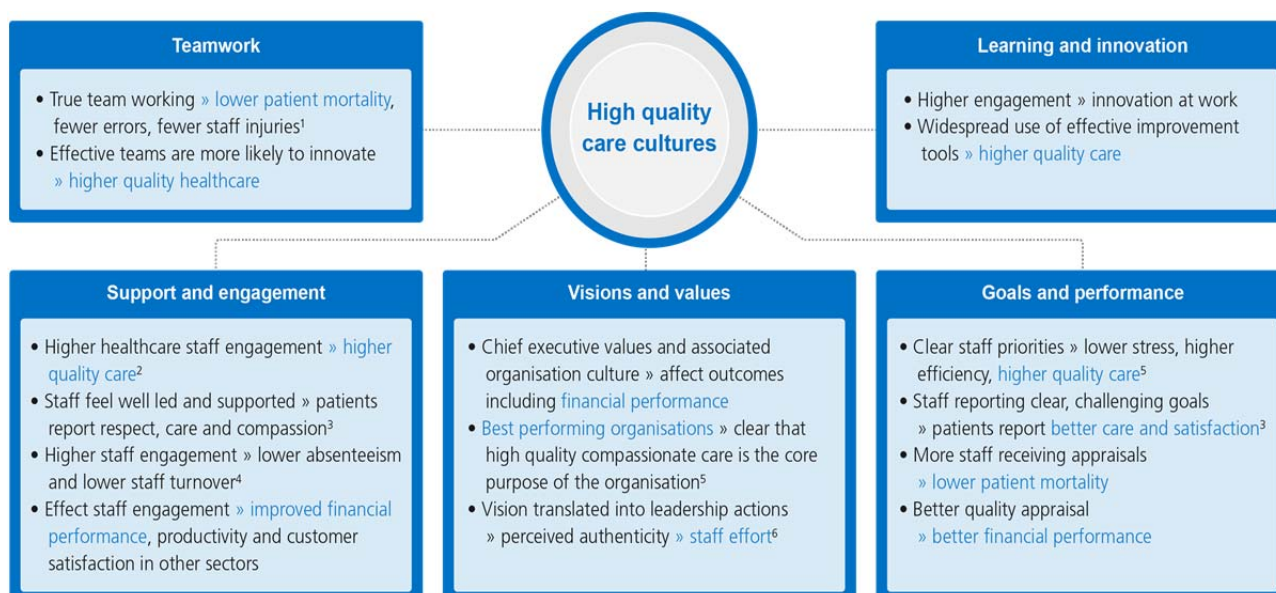 Teamwork
• True team working » lower patient mortality,
fewer errors, fewer staff injuries¹
• Effective teams are more likely to innovate
» higher quality healthcare
High quality
care cultures
Learning and innovation
• Higher engagement » innovation at work
• Widespread use of effective improvement
tools » higher quality care
Support and engagement
• Higher healthcare staff engagement » higher
quality care²
• Staff feel well led and supported » patients
report respect, care and compassion³
• Higher staff engagement » lower absenteeism
and lower staff turnover⁴
• Effect staff engagement » improved financial
performance, productivity and customer
satisfaction in other sectors
Visions and values
• Chief executive values and associated
organisation culture » affect outcomes
including financial performance
• Best performing organisations » clear that
high quality compassionate care is the core
purpose of the organisation⁵
• Vision translated into leadership actions
» perceived authenticity » staff effort⁶
Goals and performance
• Clear staff priorities » lower stress, higher
efficiency, higher quality care⁵
• Staff reporting clear, challenging goals
» patients report better care and satisfaction³
• More staff receiving appraisals
» lower patient mortality
• Better quality appraisal
» better financial performance